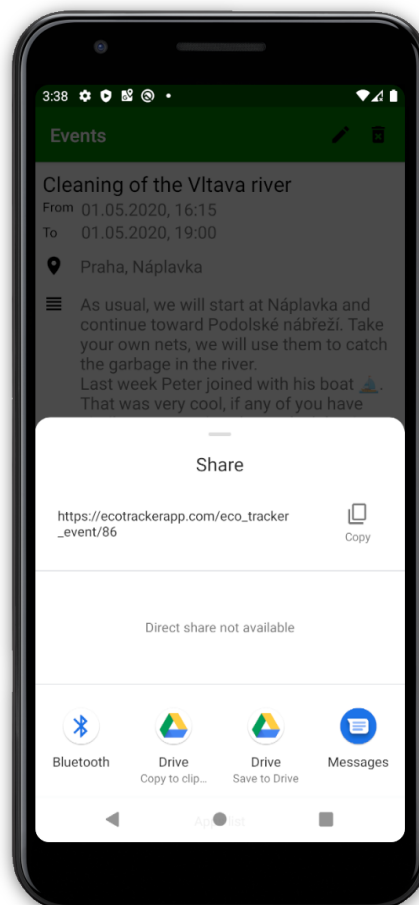 3:38
Events
Cleaning of the Vltava river
From 01.05.2020, 16:15
To 01.05.2020, 19:00
Praha, Náplavka
As usual, we will start at Náplavka and
continue toward Podolské nábřeží. Take
your own nets, we will use them to catch
the garbage in the river.
Last week Peter joined with his boat ⛵.
That was very cool, if any of you have
Share
https://ecotrackerapp.com/eco_tracker
_event/86
Copy
Direct share not available
Bluetooth
Drive
Copy to clip...
Drive
Save to Drive
Messages